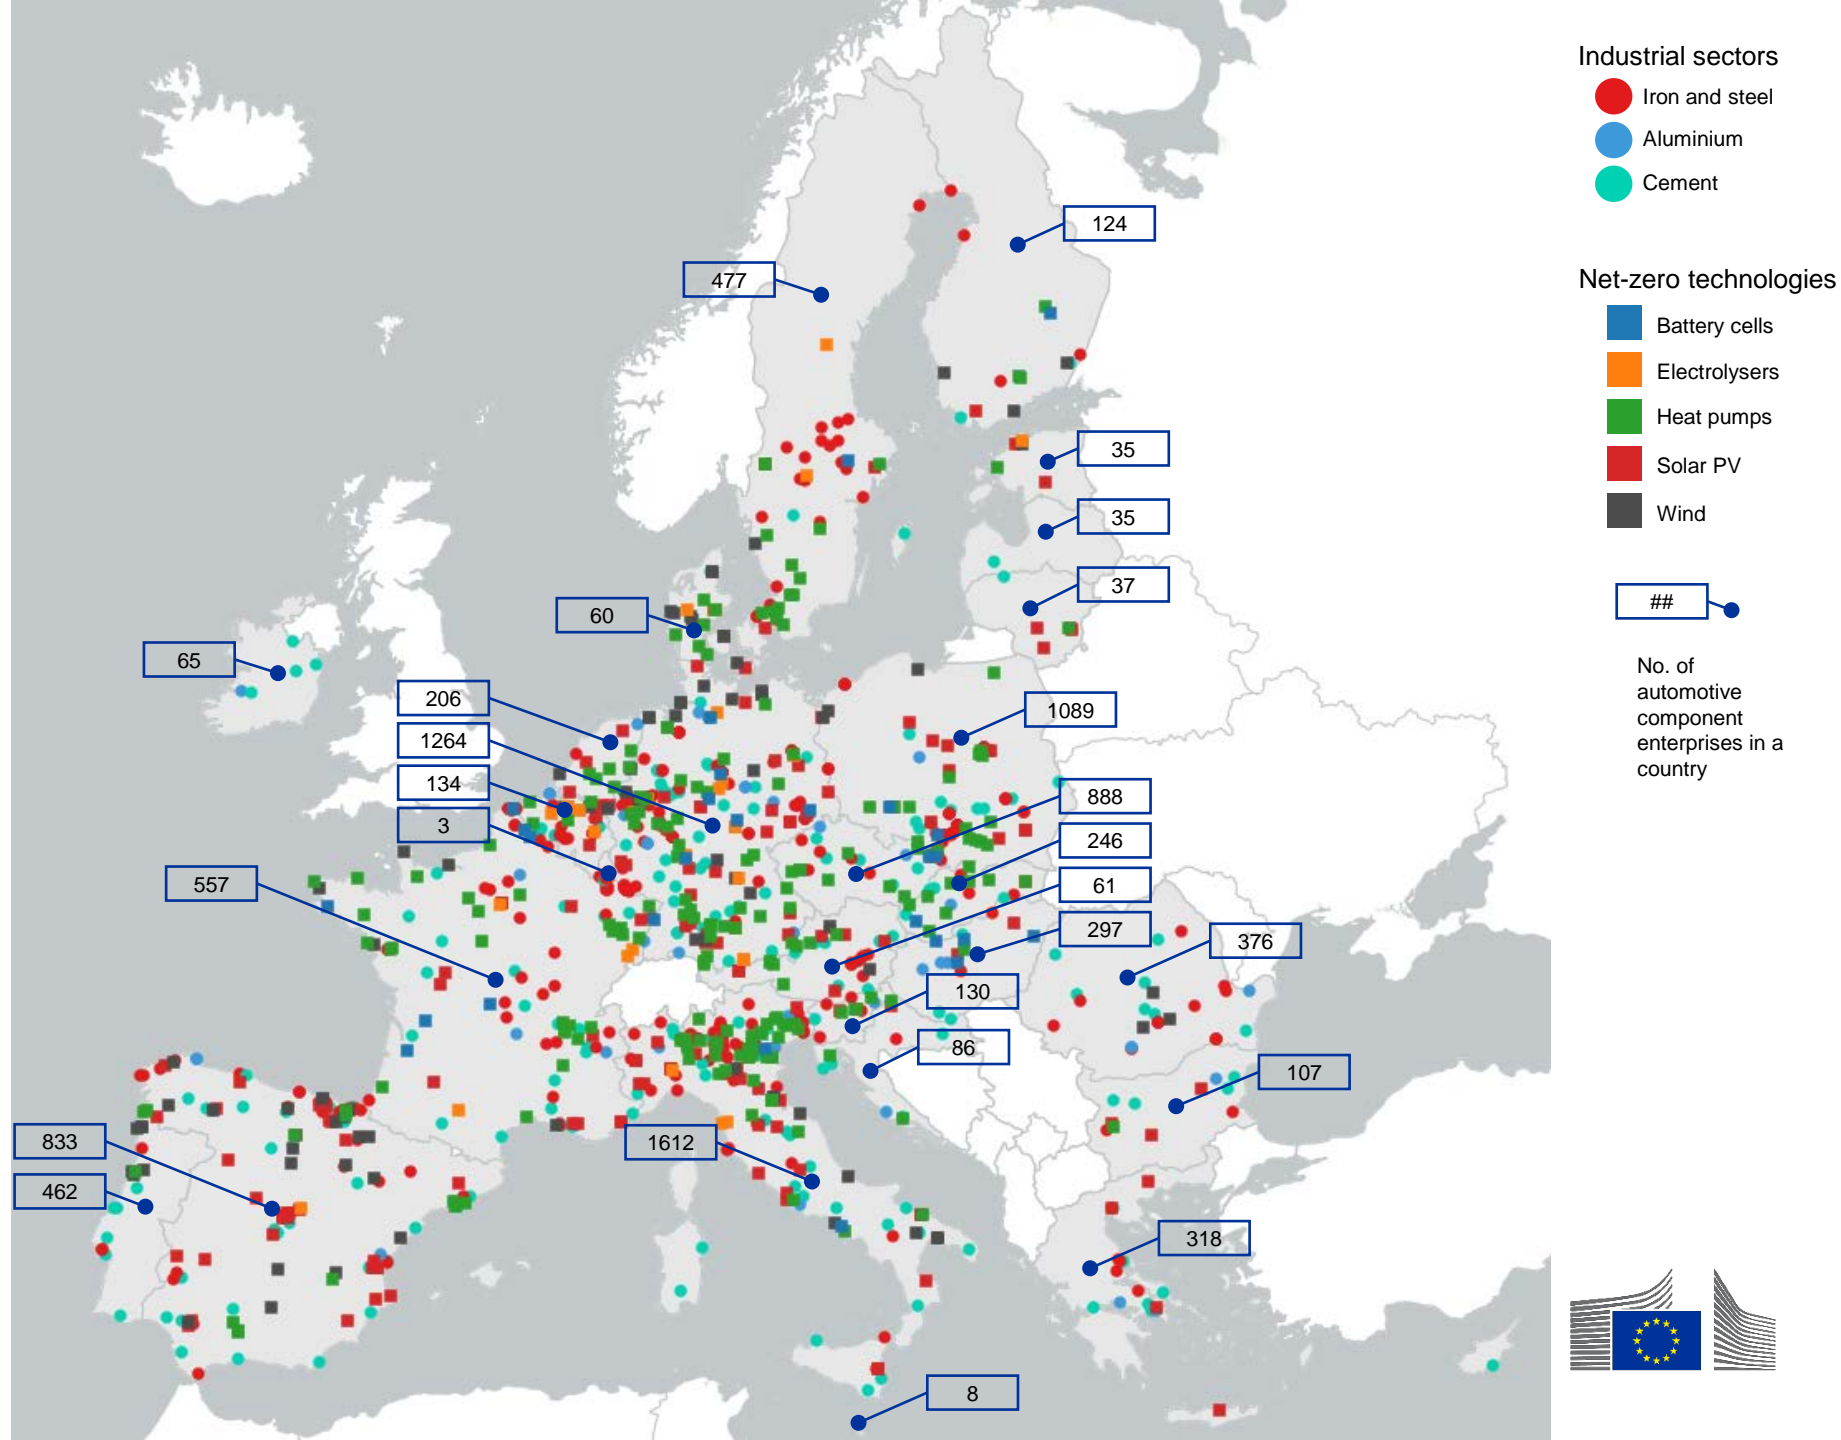 Industrial sectors
Iron and steel
Aluminium
Cement
Net-zero technologies
Battery cells
Electrolysers
Heat pumps
Solar PV
Wind
##
No. of
automotive
component
enterprises in a
country
124
477
35
35
37
60
65
206
1264
134
3
557
1089
888
246
61
297
376
130
86
107
833
462
1612
318
8